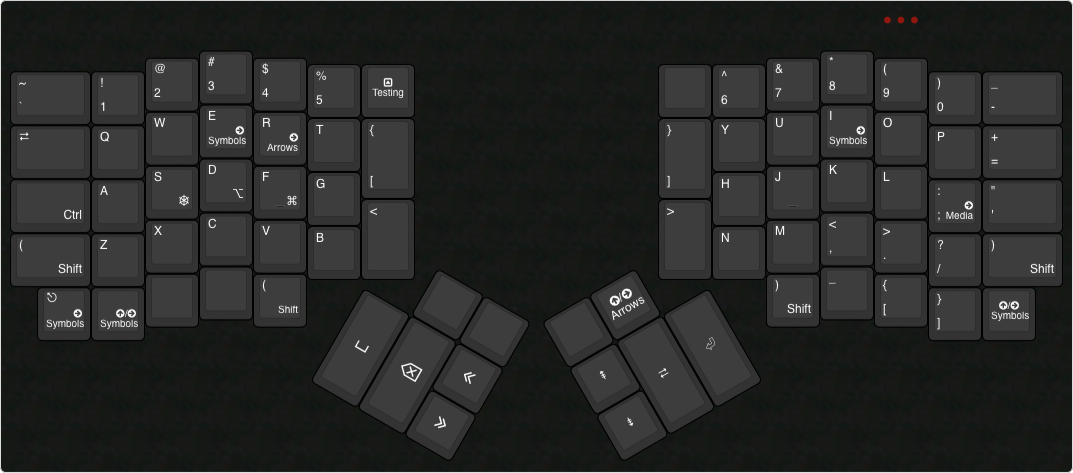 ~
`
!
1
@
2
#
3
$
4
%
5
Testing
^
6
&
7
*
8
(
9
)
0
_
-
⇄
Q
W
E
Symbols
R
Arrows
T
{
[
}
]
Y
U
I
Symbols
O
P
+
=
Ctrl
A
S
D
⌥
F
_
⌘
G
<
>
H
J
_
K
L
:
;
Media
"
'
(
Shift
Z
X
C
V
B
N
M
<
,
>
.
?
/
)
Shift
Symbols
/
Symbols
(
Shift
)
Shift
_
{
[
}
]
/
Symbols
/
Arrows
⌫
«
»
⇄